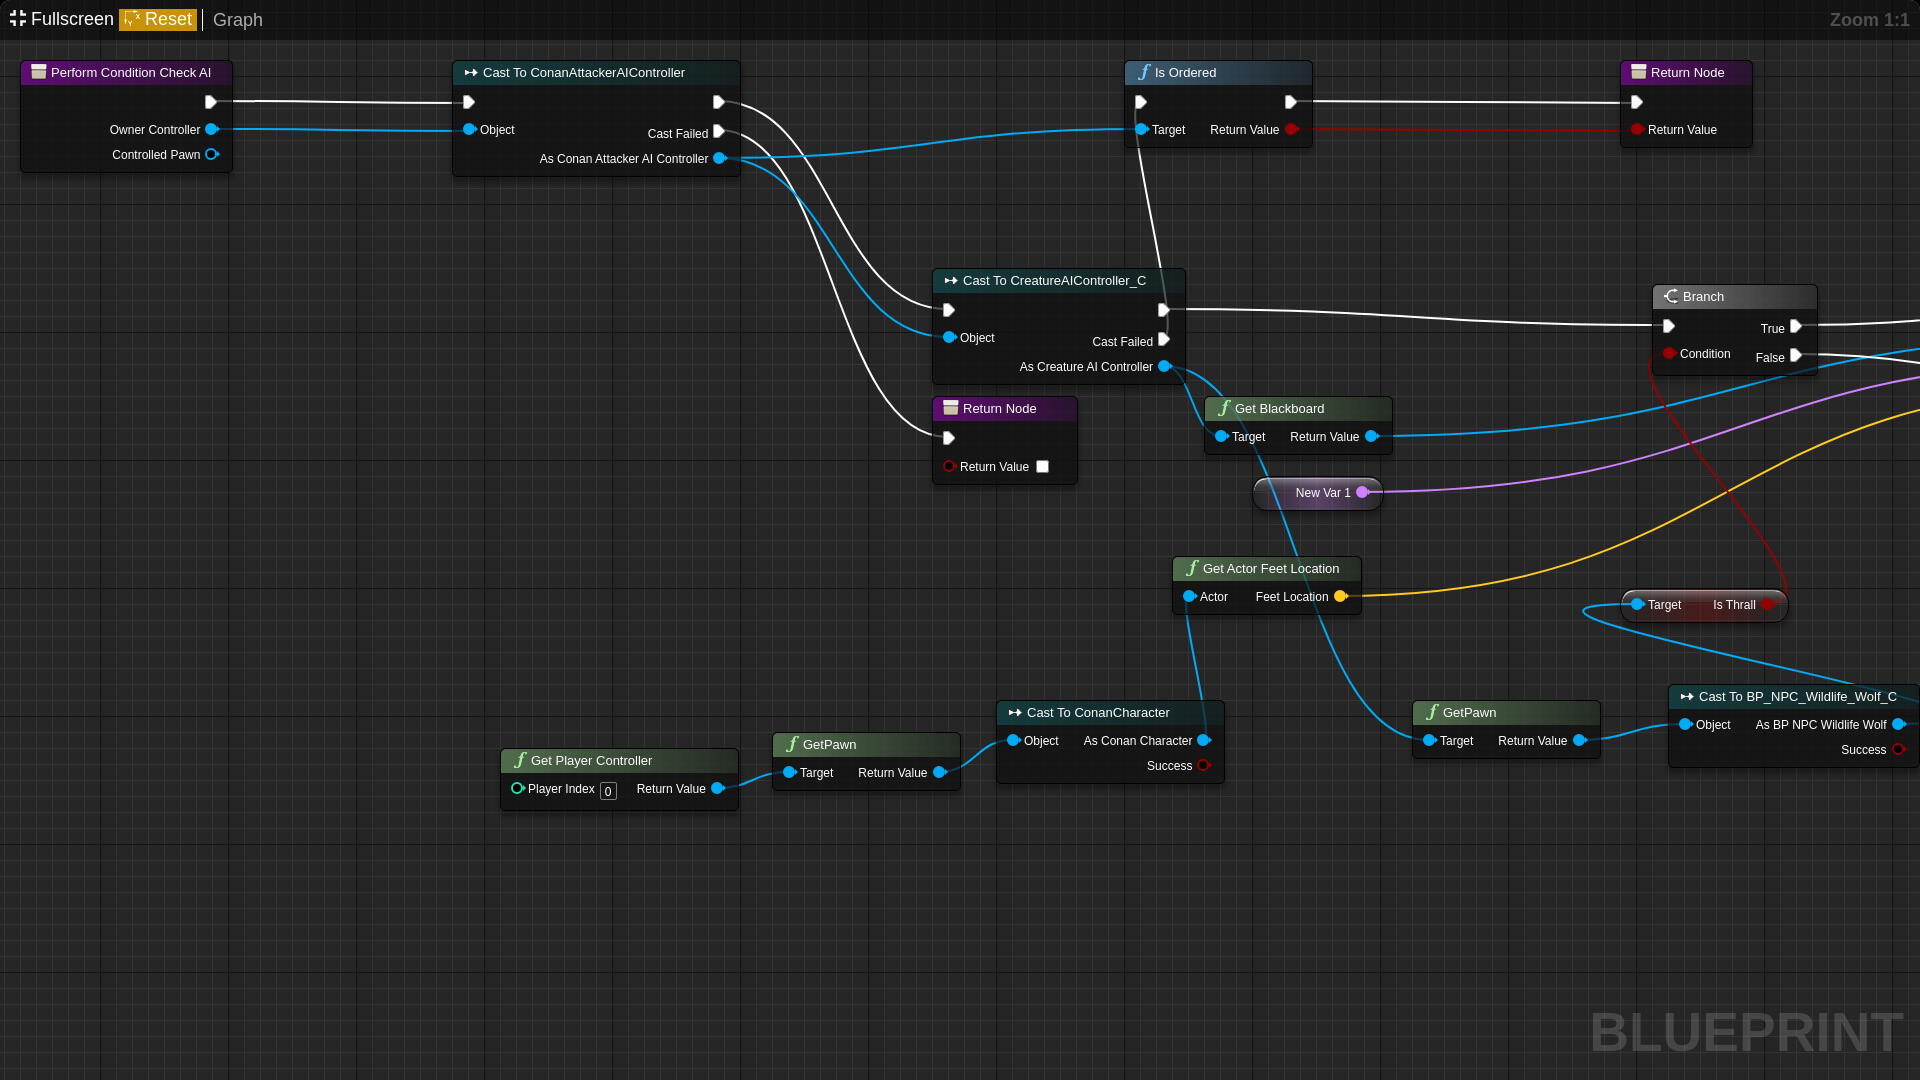 Fullscreen Reset Graph
Zoom 1:1
Perform Condition Check AI
Owner Controller
Controlled Pawn
Cast To ConanAttackerAIController
Object
Cast Failed
As Conan Attacker AI Controller
Is Ordered
Target Return Value
Return Node
Return Value
Cast To CreatureAIController_C
Object
Cast Failed
As Creature AI Controller
Branch
True
Condition
False
Return Node
Return Value
Get Blackboard
Target Return Value
New Var 1
Get Actor Feet Location
Actor Feet Location
Target Is Thrall
Get Player Controller
Player Index 0 Return Value
GetPawn
Target Return Value
Cast To ConanCharacter
Object As Conan Character
Success
GetPawn
Target Return Value
Cast To BP_NPC_Wildlife_Wolf_C
Object As BP NPC Wildlife Wolf
Success
BLUEPRINT